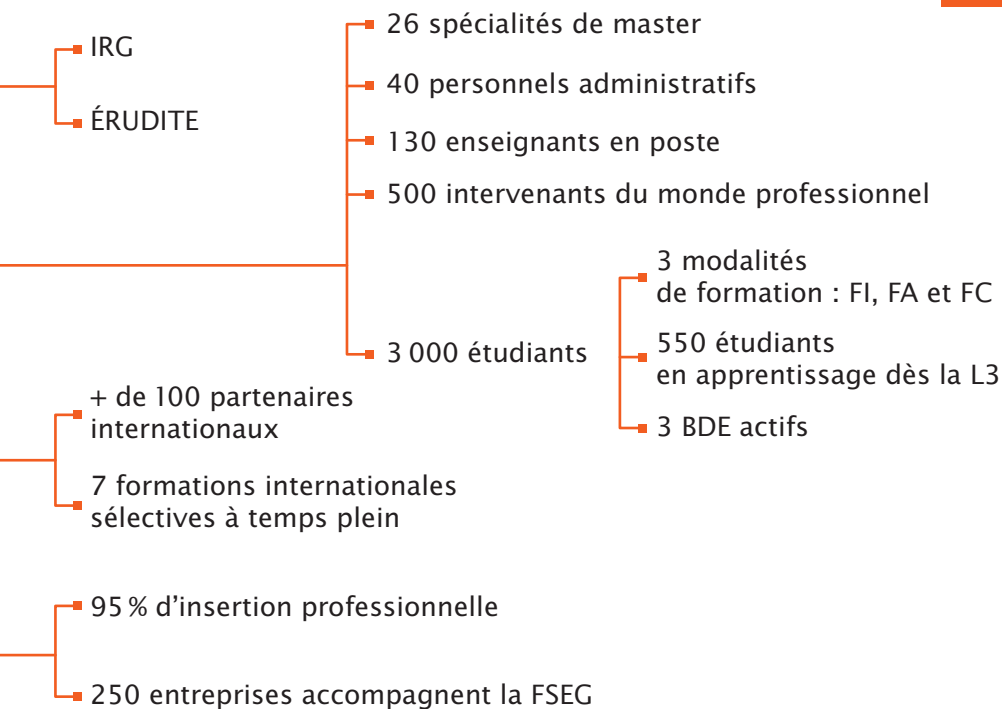 IRG
ÉRUDITE
26 spécialités de master
40 personnels administratifs
130 enseignants en poste
500 intervenants du monde professionnel
3 000 étudiants
3 modalités
de formation : FI, FA et FC
550 étudiants
en apprentissage dès la L3
3 BDE actifs
+ de 100 partenaires
internationaux
7 formations internationales
sélectives à temps plein
95 % d’insertion professionnelle
250 entreprises accompagnent la FSEG